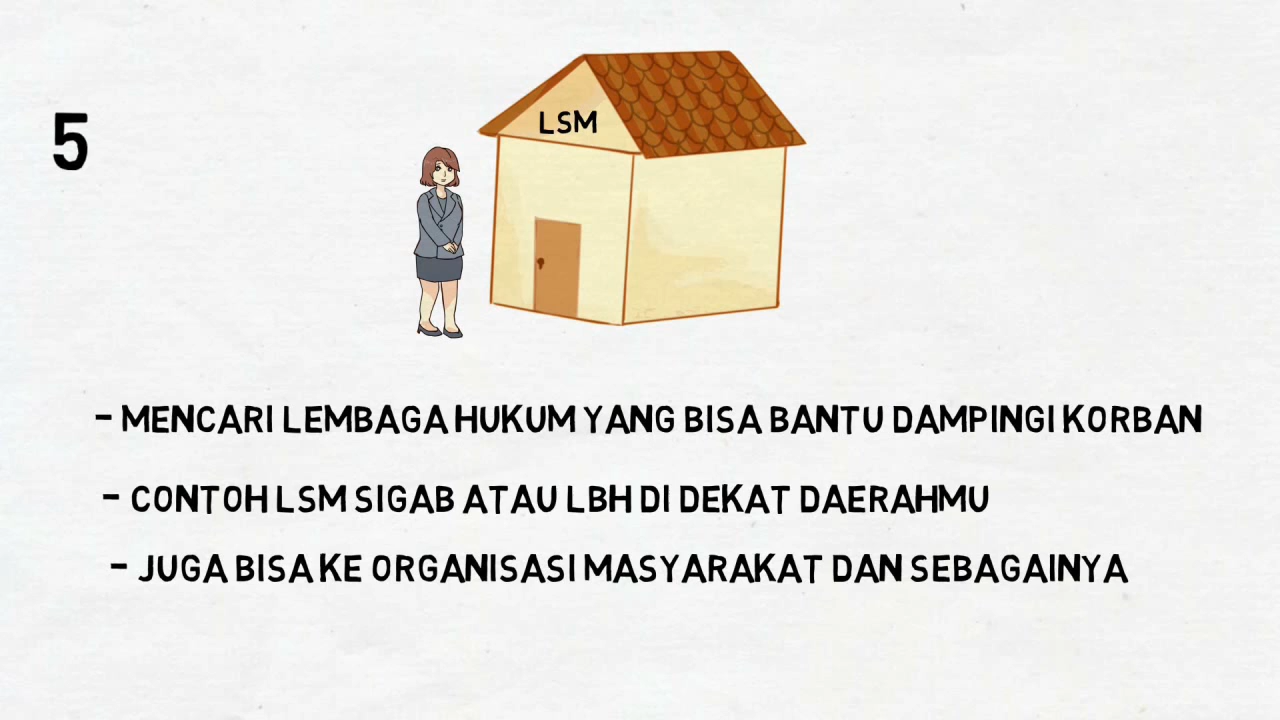 5
LSM
- MENCARI LEMBAGA HUKUM YANG BISA BANTU DAMPINGI KORBAN
- CONTOH LSM SIGAB ATAU LBH DI DEKAT DAERAHMU
- JUGA BISA KE ORGANISASI MASYARAKAT DAN SEBAGAINYA